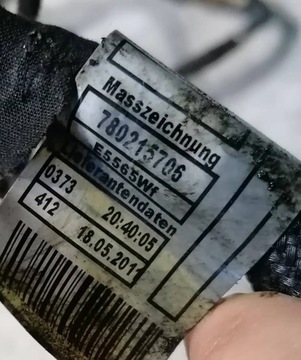 Masszeichnung
780215706
E5565Wf
Lieferantendaten
0373 20:40:05
412 18.05.2011